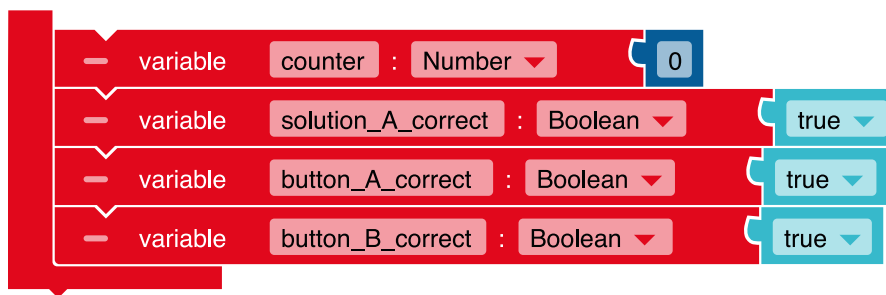 variable counter : Number 0
variable solution_A_correct : Boolean true
variable button_A_correct : Boolean true
variable button_B_correct : Boolean true